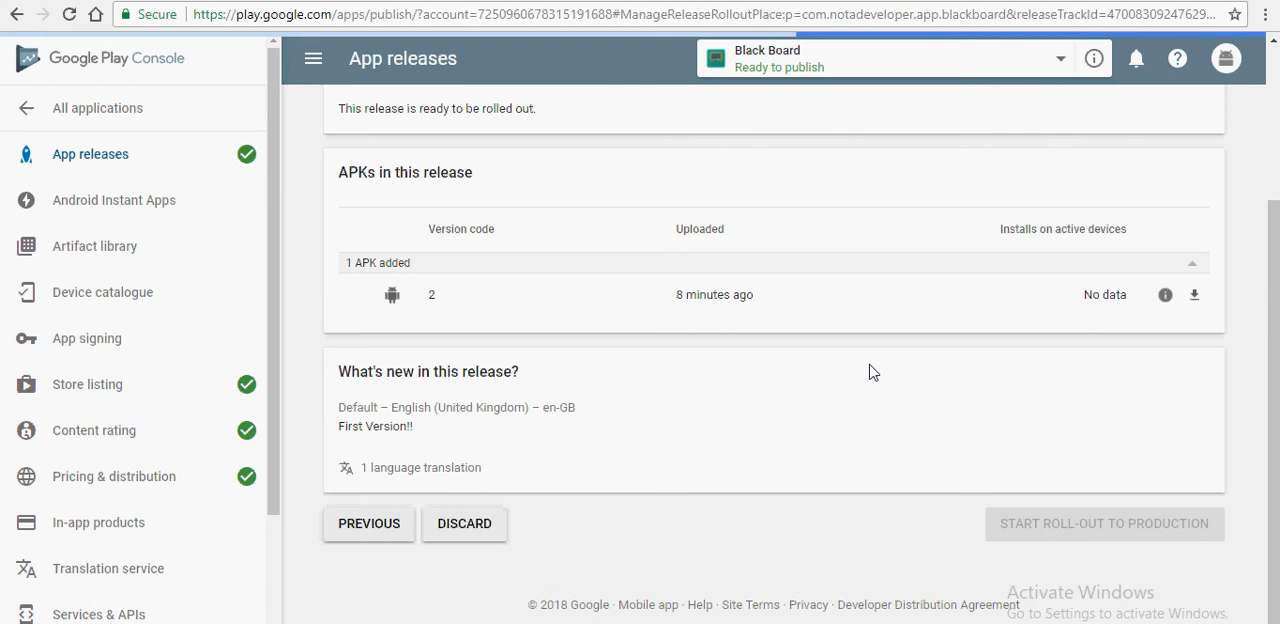 Secure
https://play.google.com/apps/publish/?account=7250960678315191688#ManageReleaseRolloutPlace:p=com.notadeveloper.app.blackboard&releaseTrackId=47008309247629...
Google Play Console
App releases
Black Board
Ready to publish
All applications
App releases
Android Instant Apps
Artifact library
Device catalogue
App signing
Store listing
Content rating
Pricing & distribution
In-app products
Translation service
Services & APIs
This release is ready to be rolled out.
APKs in this release
Version code Uploaded Installs on active devices
1 APK added
2 8 minutes ago No data
What's new in this release?
Default – English (United Kingdom) – en-GB
First Version!!
1 language translation
PREVIOUS DISCARD START ROLL-OUT TO PRODUCTION
© 2018 Google · Mobile app · Help · Site Terms · Privacy · Developer Distribution Agreement
Activate Windows
Go to Settings to activate Windows.